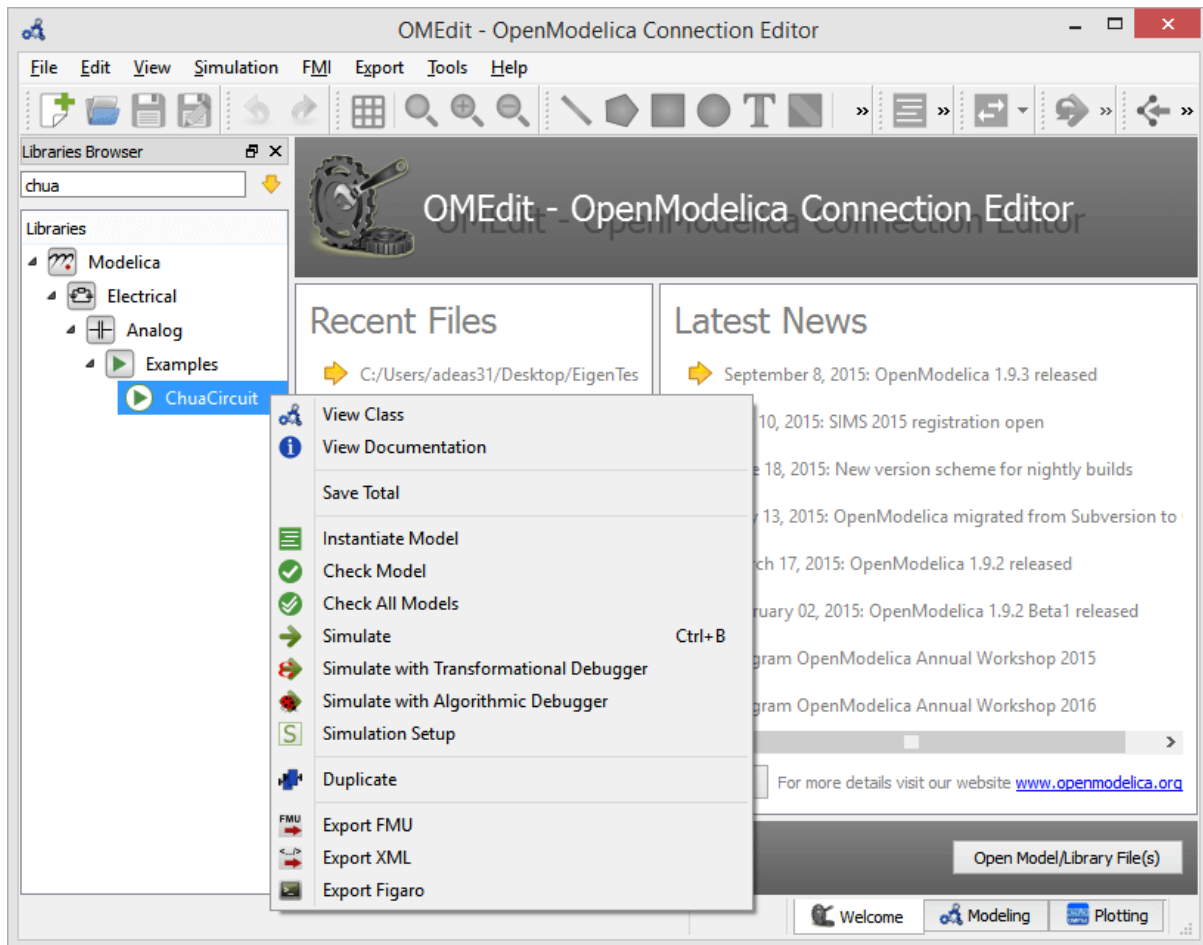 OMEdit - OpenModelica Connection Editor
File Edit View Simulation FMI Export Tools Help
T
Libraries Browser
chua
Libraries
Modelica
Electrical
Analog
Examples
ChuaCircuit
OMEdit - OpenModelica Connection Editor
Recent Files
C:/Users/adeas31/Desktop/EigenTes
Latest News
September 8, 2015: OpenModelica 1.9.3 released
10, 2015: SIMS 2015 registration open
18, 2015: New version scheme for nightly builds
13, 2015: OpenModelica migrated from Subversion to
17, 2015: OpenModelica 1.9.2 released
02, 2015: OpenModelica 1.9.2 Beta1 released
OpenModelica Annual Workshop 2015
OpenModelica Annual Workshop 2016
For more details visit our website www.openmodelica.org
View Class
View Documentation
Save Total
Instantiate Model
Check Model
Check All Models
Simulate Ctrl+B
Simulate with Transformational Debugger
Simulate with Algorithmic Debugger
S Simulation Setup
Duplicate
FMU Export FMU
Export XML
Export Figaro
Open Model/Library File(s)
Welcome Modeling Plotting